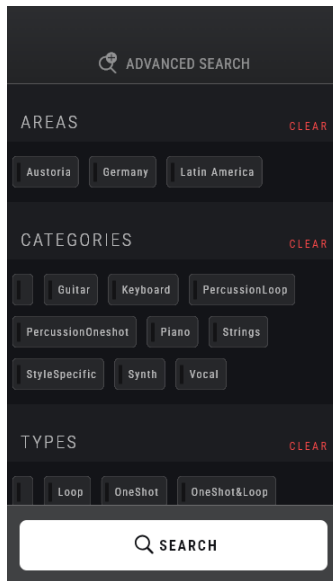 ADVANCED SEARCH
AREAS CLEAR
Austoria Germany Latin America
CATEGORIES CLEAR
Guitar Keyboard PercussionLoop
PercussionOneshot Piano Strings
StyleSpecific Synth Vocal
TYPES CLEAR
Loop OneShot OneShot&Loop
SEARCH